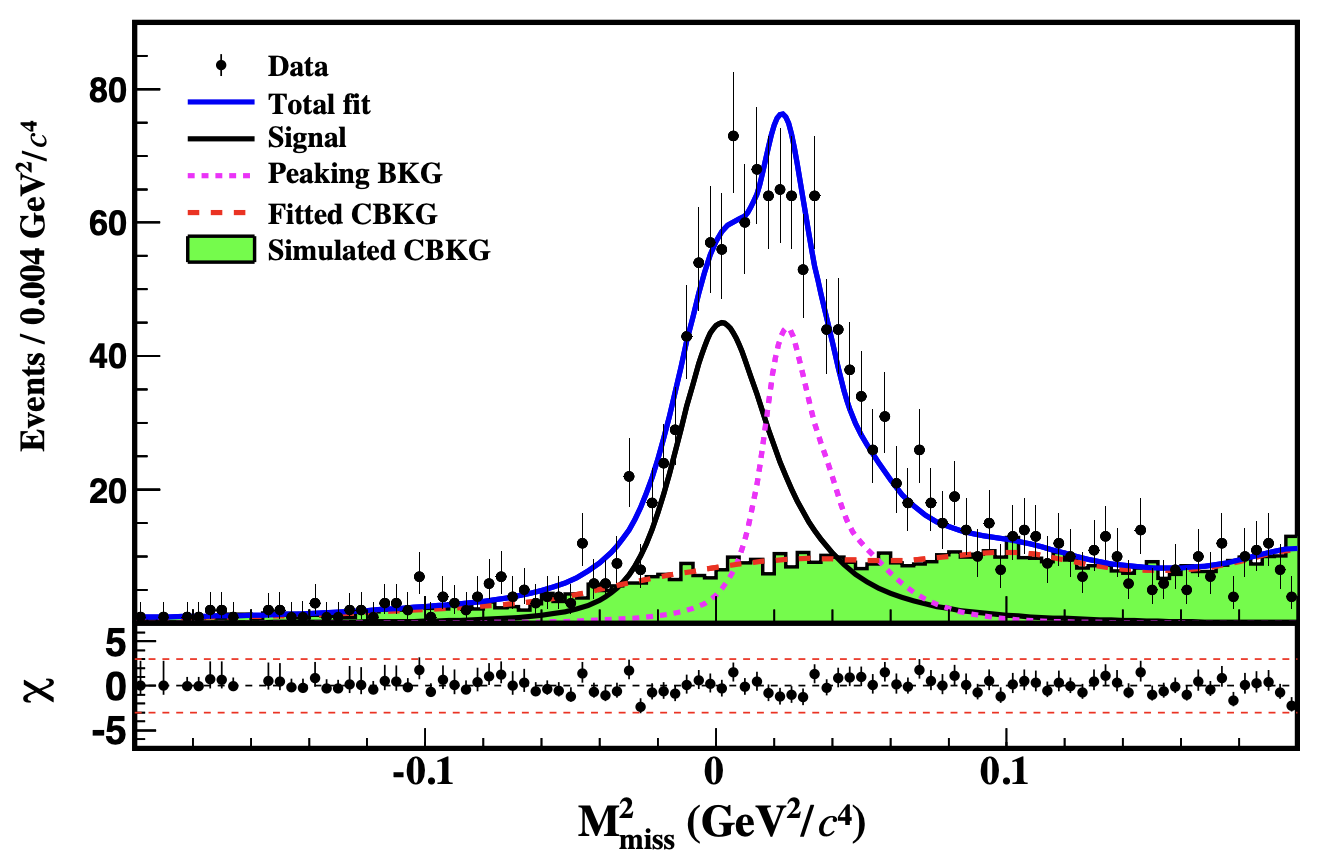 Events / 0.004 GeV²/c⁴
80
60
40
20
Data
Total fit
Signal
Peaking BKG
Fitted CBKG
Simulated CBKG
χ
5
0
-5
-0.1 0 0.1
M²miss (GeV²/c⁴)